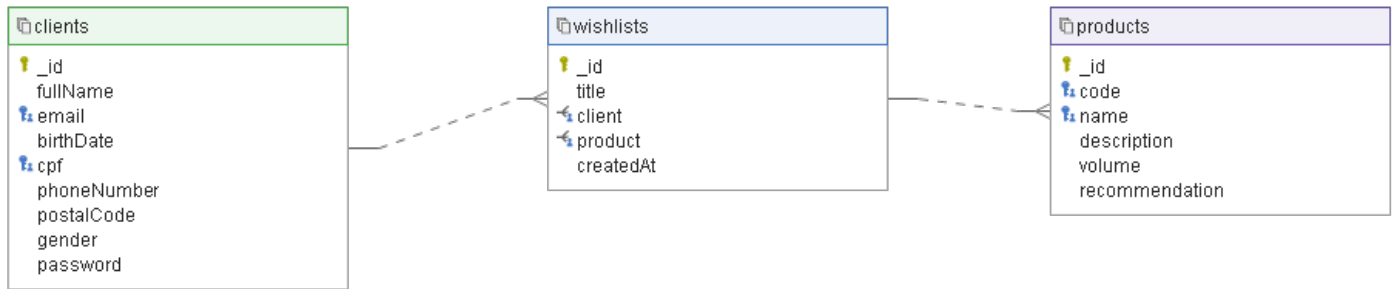 clients
_id
fullName
email
birthDate
cpf
phoneNumber
postalCode
gender
password
wishlists
_id
title
client
product
createdAt
products
_id
code
name
description
volume
recommendation